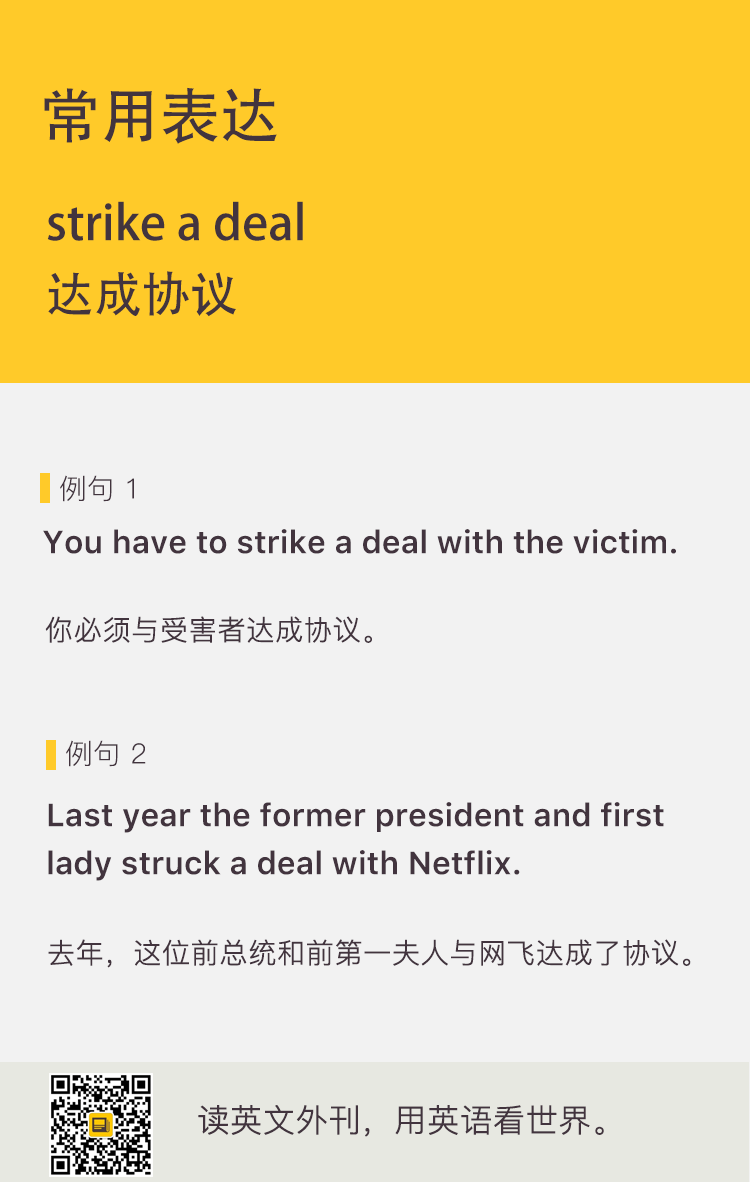 常用表达
strike a deal
达成协议
例句 1
You have to strike a deal with the victim.
你必须与受害者达成协议。
例句 2
Last year the former president and first
lady struck a deal with Netflix.
去年，这位前总统和前第一夫人与网飞达成了协议。
读英文外刊，用英语看世界。